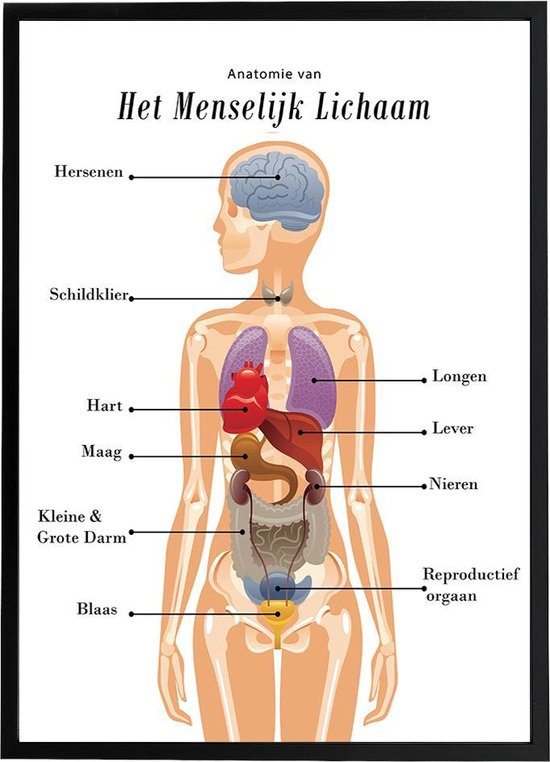 Anatomie van
Het Menselijk Lichaam
Hersenen
Schildklier
Longen
Hart
Lever
Maag
Nieren
Kleine &
Grote Darm
Reproductief
orgaan
Blaas